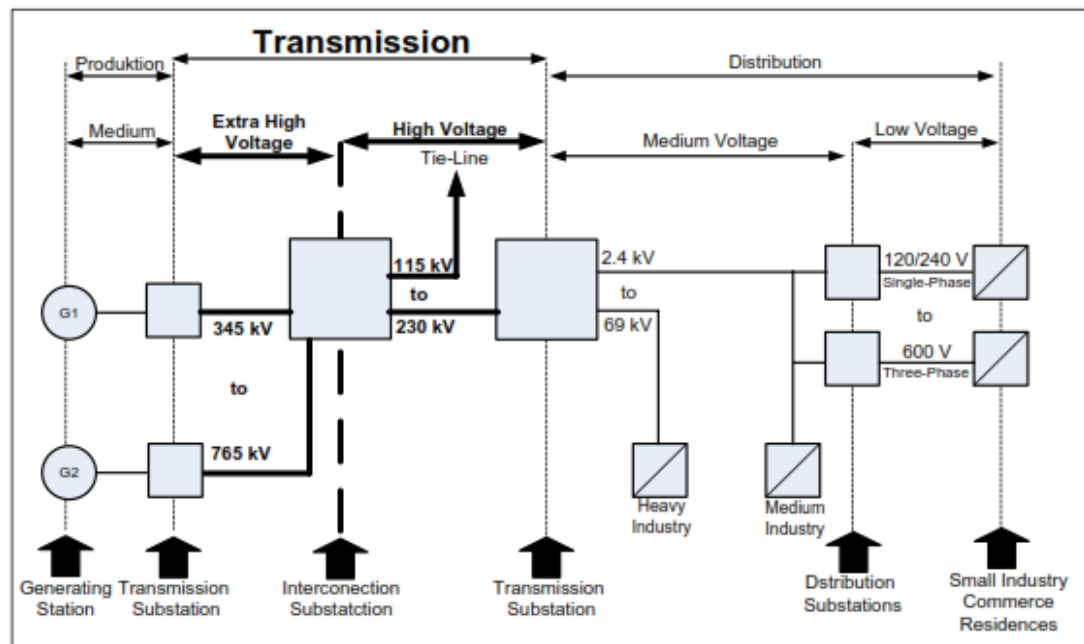 Transmission
Produktion
Distribution
Medium
Extra High
Voltage
High Voltage
Medium Voltage
Low Voltage
Tie-Line
115 kV
to
230 kV
2.4 kV
to
69 kV
120/240 V
Single-Phase
to
600 V
Three-Phase
G1
345 kV
to
765 kV
G2
Heavy
Industry
Medium
Industry
Generating
Station
Transmission
Substation
Interconection
Substatction
Transmission
Substation
Dstribution
Substations
Small Industry
Commerce
Residences